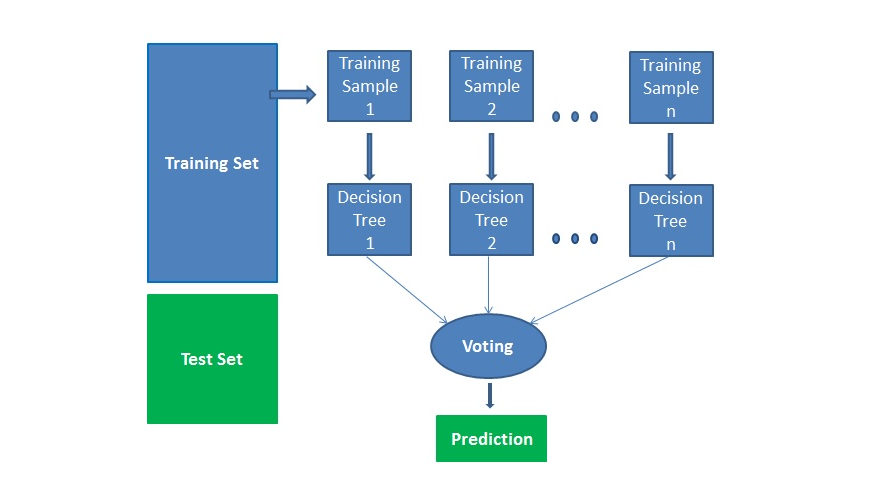 Training Set
Training
Sample
1
Training
Sample
2
Training
Sample
n
Decision
Tree
1
Decision
Tree
2
Decision
Tree
n
Test Set
Voting
Prediction